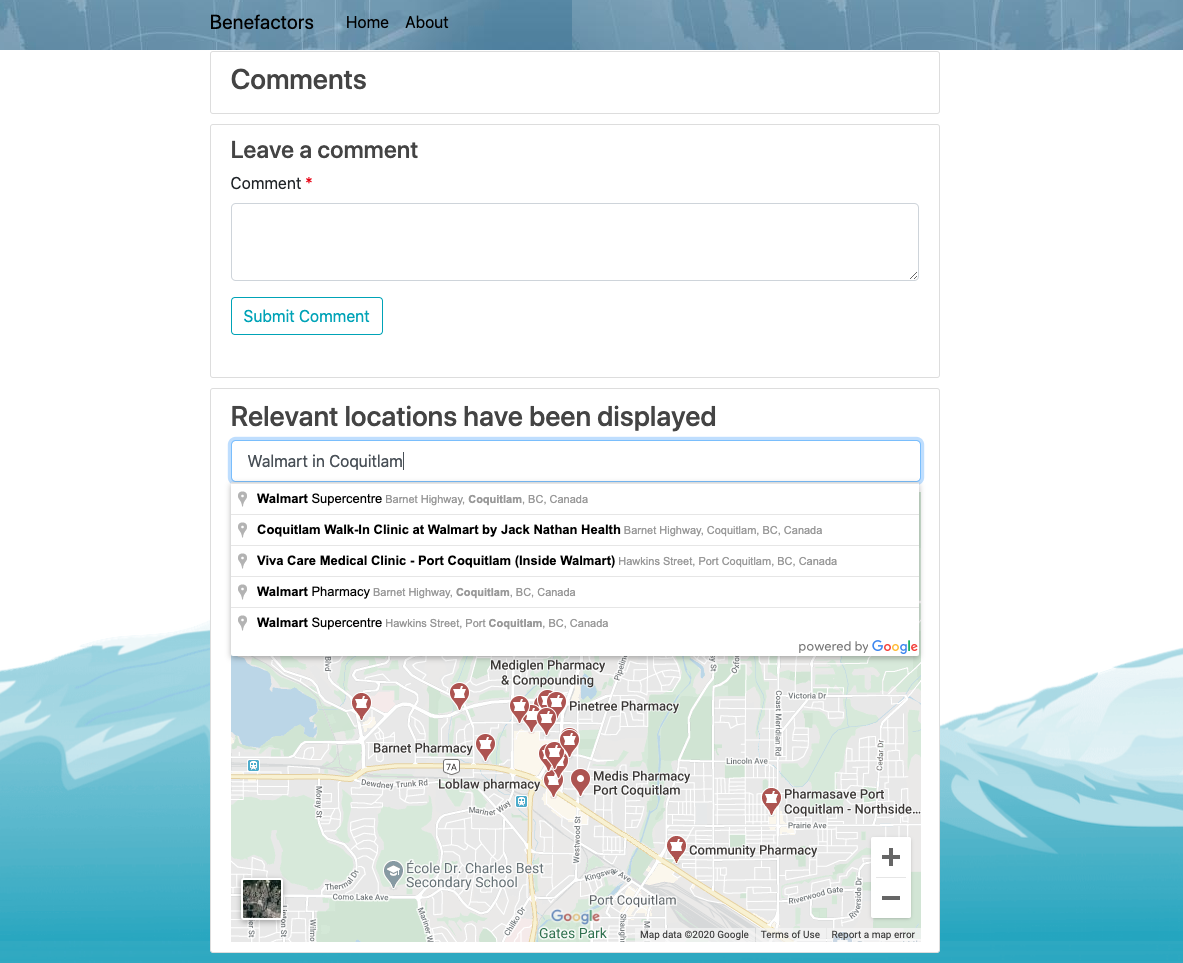 Benefactors Home About
Comments
Leave a comment
Comment *
Submit Comment
Relevant locations have been displayed
Walmart in Coquitlam
Walmart Supercentre Barnet Highway, Coquitlam, BC, Canada
Coquitlam Walk-In Clinic at Walmart by Jack Nathan Health Barnet Highway, Coquitlam, BC, Canada
Viva Care Medical Clinic - Port Coquitlam (Inside Walmart) Hawkins Street, Port Coquitlam, BC, Canada
Walmart Pharmacy Barnet Highway, Coquitlam, BC, Canada
Walmart Supercentre Hawkins Street, Port Coquitlam, BC, Canada
powered by Google
Mediglen Pharmacy
& Compounding
Victoria Dr
Pinetree Pharmacy
Coast Meridian Rd
Barnet Pharmacy
Cedar Dr
7A
Lincoln Ave
Dewdney Trunk Rd
Loblaw pharmacy
Medis Pharmacy
Port Coquitlam
Moray St
Mariner Way
Pharmasave Port
Coquitlam - Northside...
Prairie Ave
Westwood St
Community Pharmacy
École Dr. Charles Best
Secondary School
Kingsway Ave
Thermal Dr
Como Lake Ave
Riverwood Gate
Riverside Dr
Port Coquitlam
Chilko Dr
Google
Gates Park
Map data ©2020 Google Terms of Use Report a map error